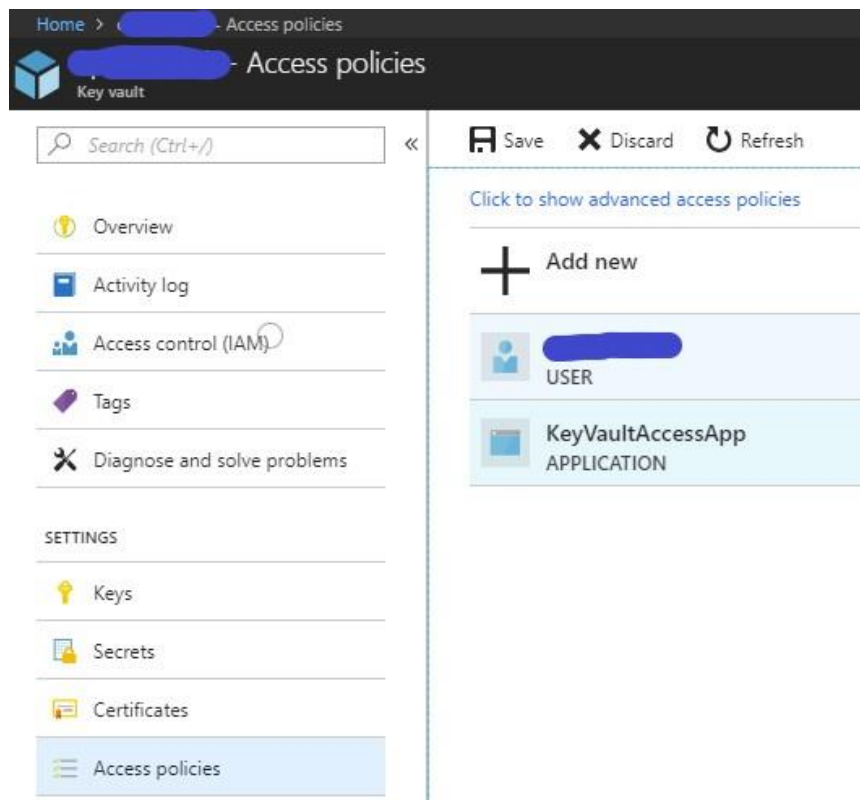 Home > - Access policies
- Access policies
Key vault
Search (Ctrl+/)
«
Save Discard Refresh
Click to show advanced access policies
Add new
Overview
Activity log
Access control (IAM)
Tags
Diagnose and solve problems
USER
KeyVaultAccessApp
APPLICATION
SETTINGS
Keys
Secrets
Certificates
Access policies